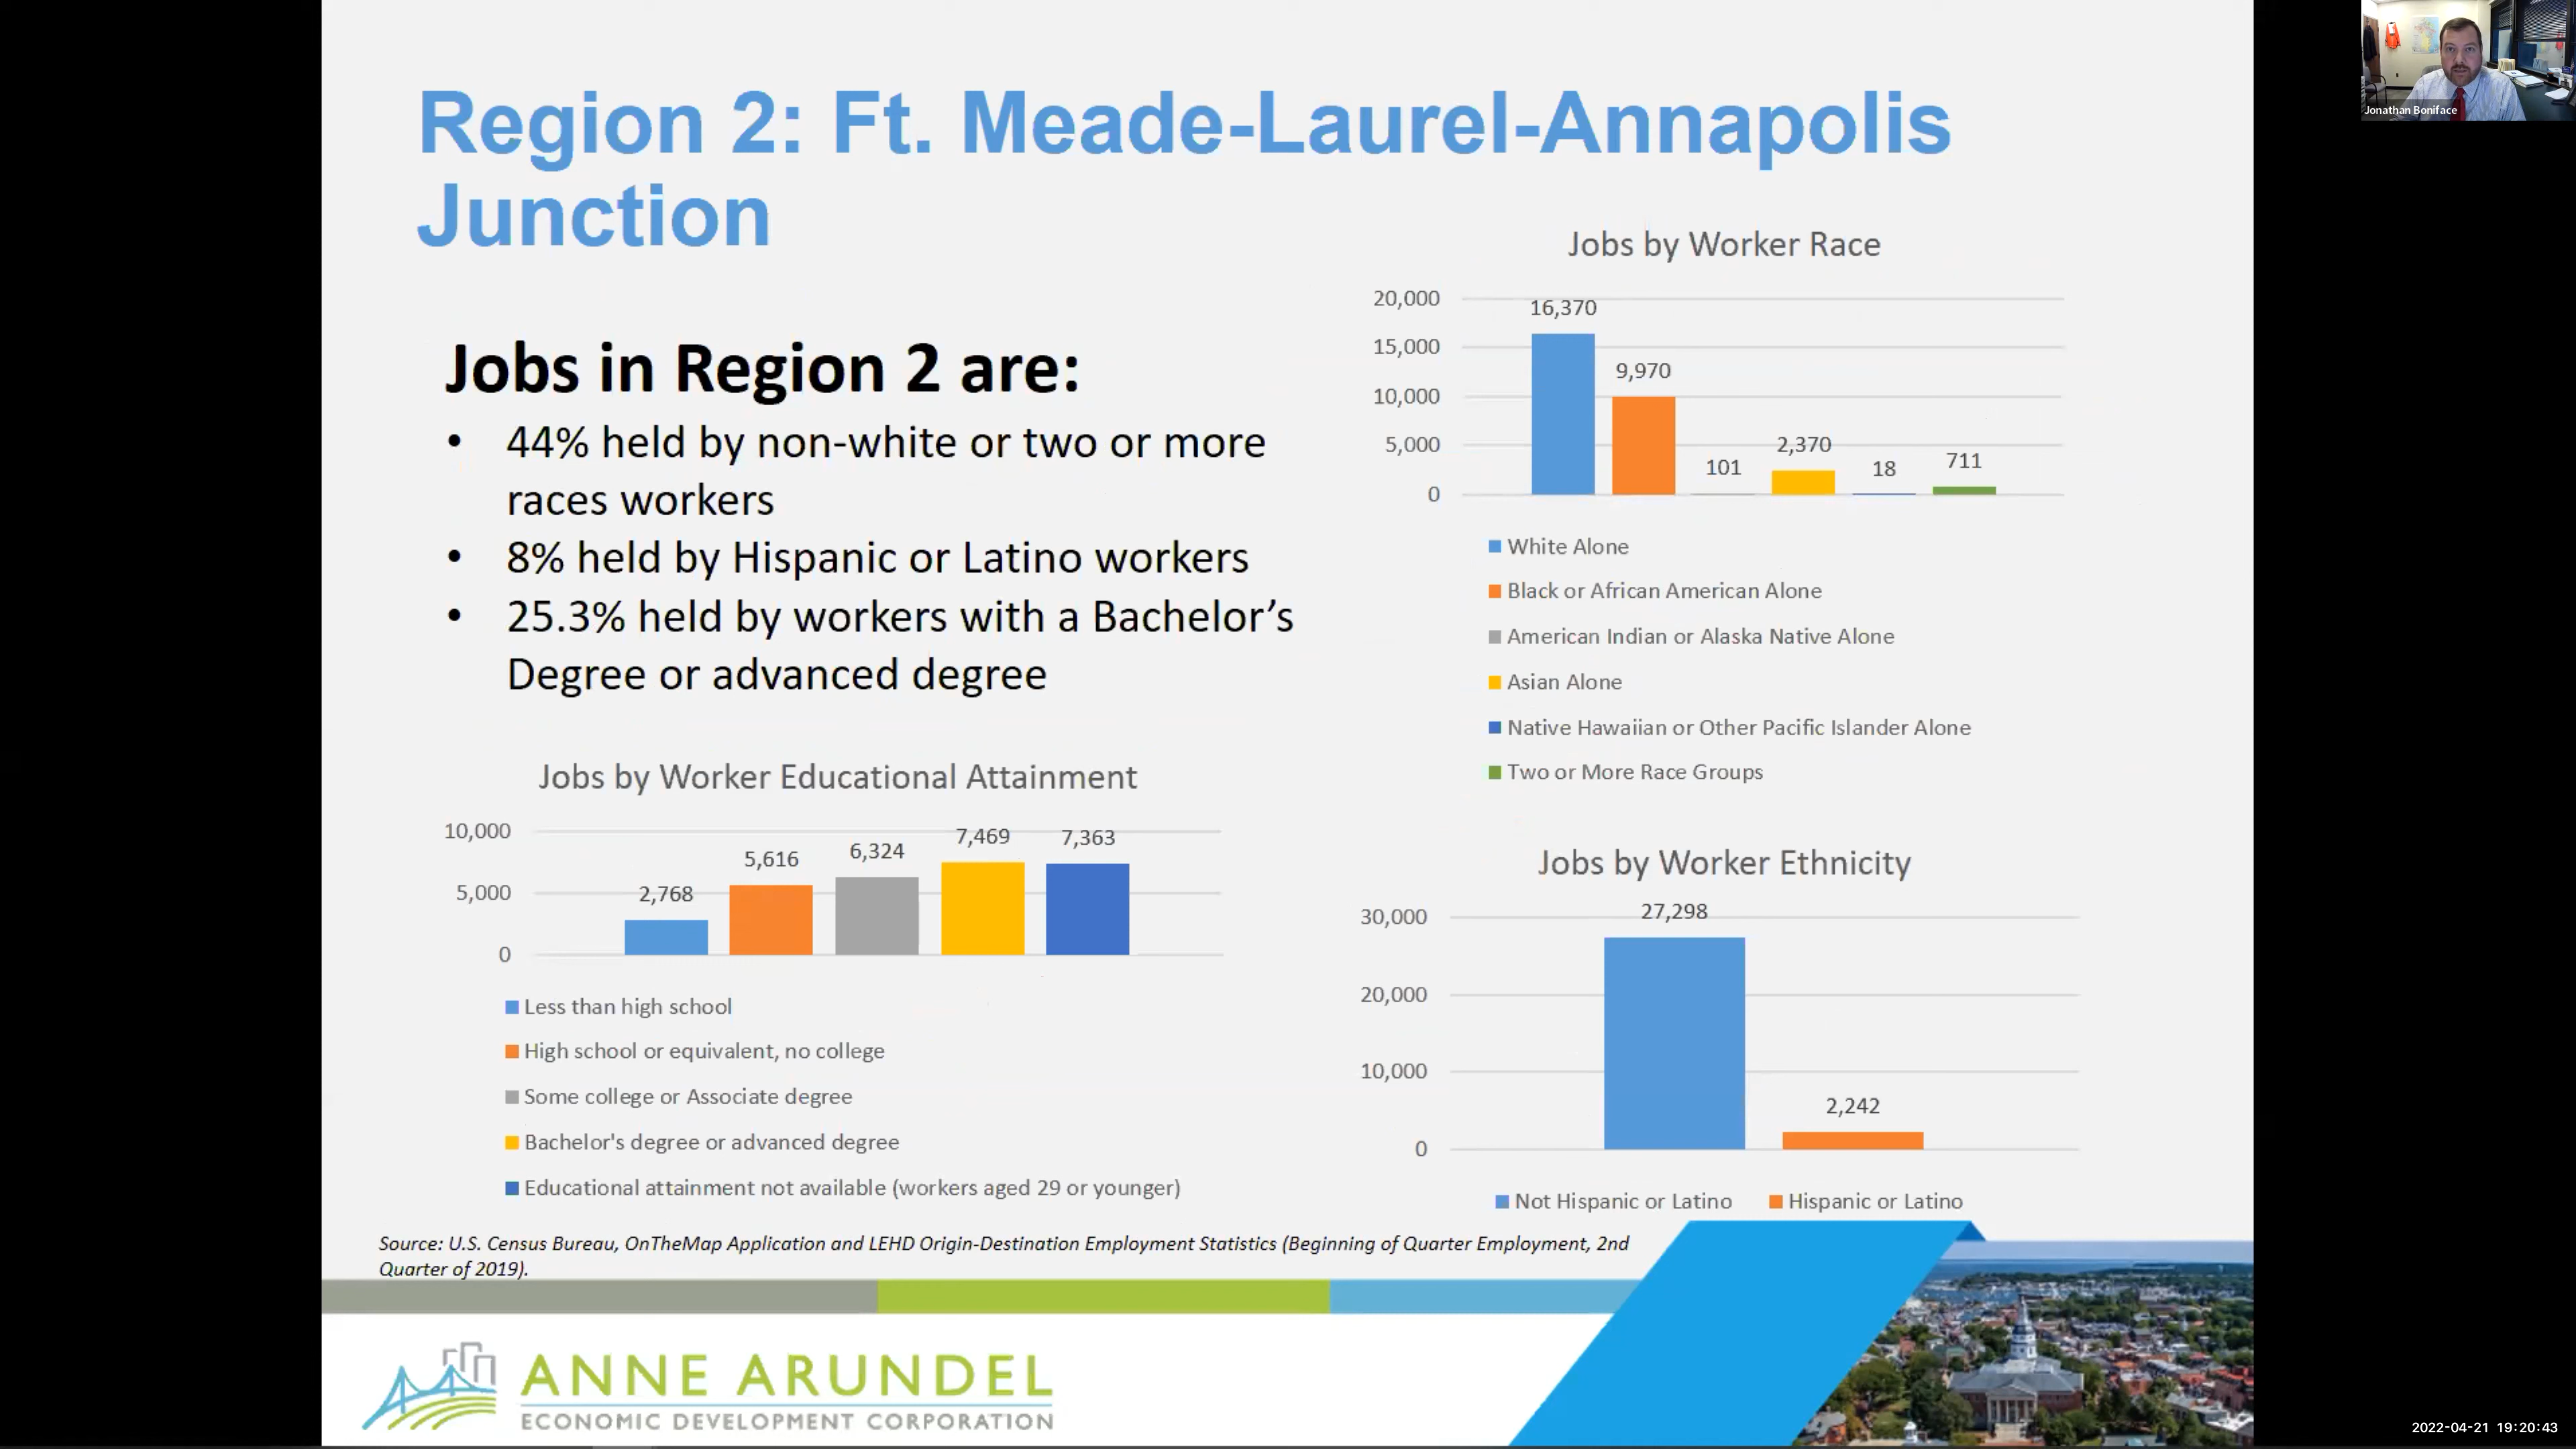 Region 2: Ft. Meade-Laurel-Annapolis
Junction
Jonathan Boniface
Jobs in Region 2 are:
• 44% held by non-white or two or more
races workers
• 8% held by Hispanic or Latino workers
• 25.3% held by workers with a Bachelor’s
Degree or advanced degree
Jobs by Worker Race
20,000
15,000
10,000
5,000
0
16,370
9,970
101
2,370
18
711
White Alone
Black or African American Alone
American Indian or Alaska Native Alone
Asian Alone
Native Hawaiian or Other Pacific Islander Alone
Two or More Race Groups
Jobs by Worker Educational Attainment
10,000
5,000
0
2,768
5,616
6,324
7,469
7,363
Less than high school
High school or equivalent, no college
Some college or Associate degree
Bachelor's degree or advanced degree
Educational attainment not available (workers aged 29 or younger)
Jobs by Worker Ethnicity
30,000
20,000
10,000
0
27,298
2,242
Not Hispanic or Latino Hispanic or Latino
Source: U.S. Census Bureau, OnTheMap Application and LEHD Origin-Destination Employment Statistics (Beginning of Quarter Employment, 2nd
Quarter of 2019).
ANNE ARUNDEL
ECONOMIC DEVELOPMENT CORPORATION
2022-04-21 19:20:43